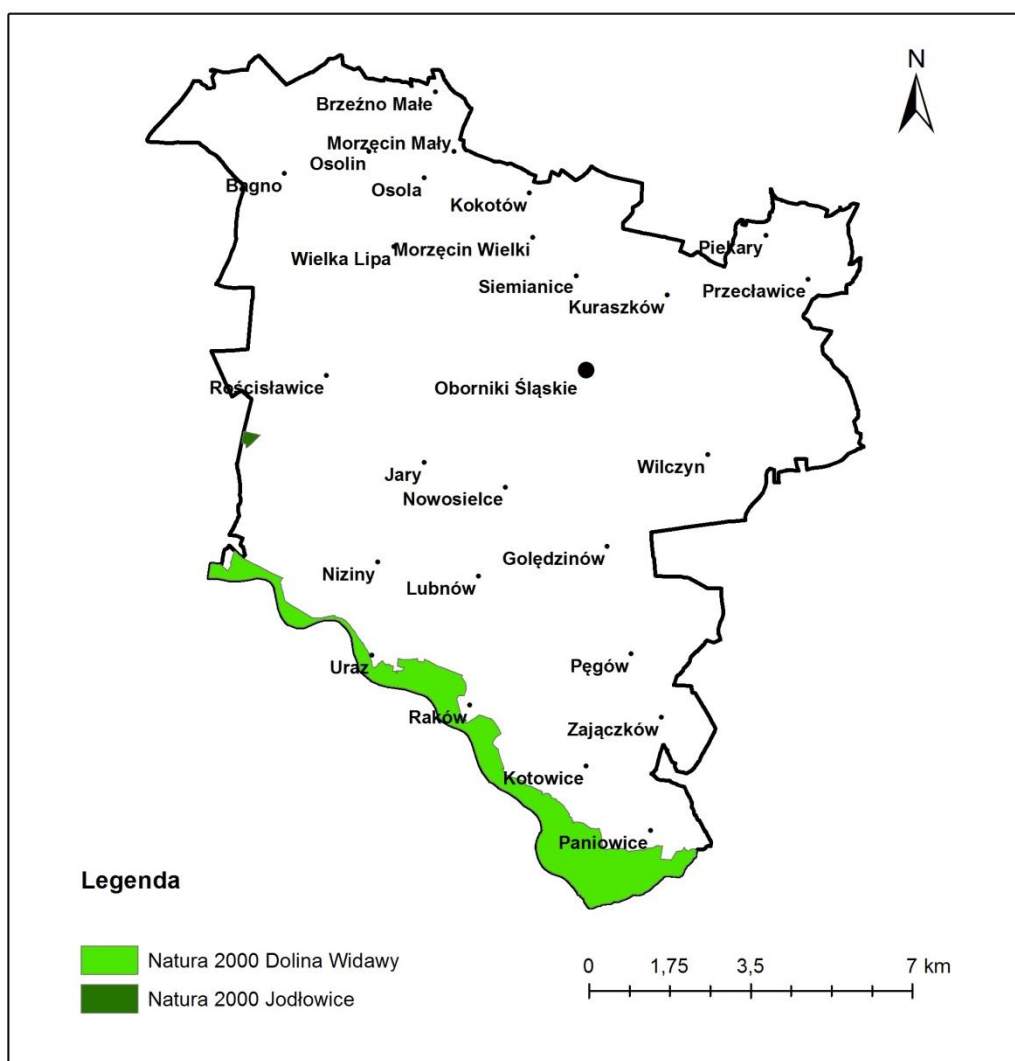 N
Brzeźno Małe
Morzęcin Mały
Osolin
Bagno
Osola
Kokotów
Wielka Lipa
Morzęcin Wielki
Piekary
Siemianice
Kuraszków
Przecławice
Rościsławice
Oborniki Śląskie
Jary
Wilczyn
Nowosielce
Golędzinów
Niziny
Lubnów
Uraz
Pęgów
Raków
Zajączków
Kotowice
Paniowice
Legenda
Natura 2000 Dolina Widawy
Natura 2000 Jodłowice
0 1,75 3,5 7 km